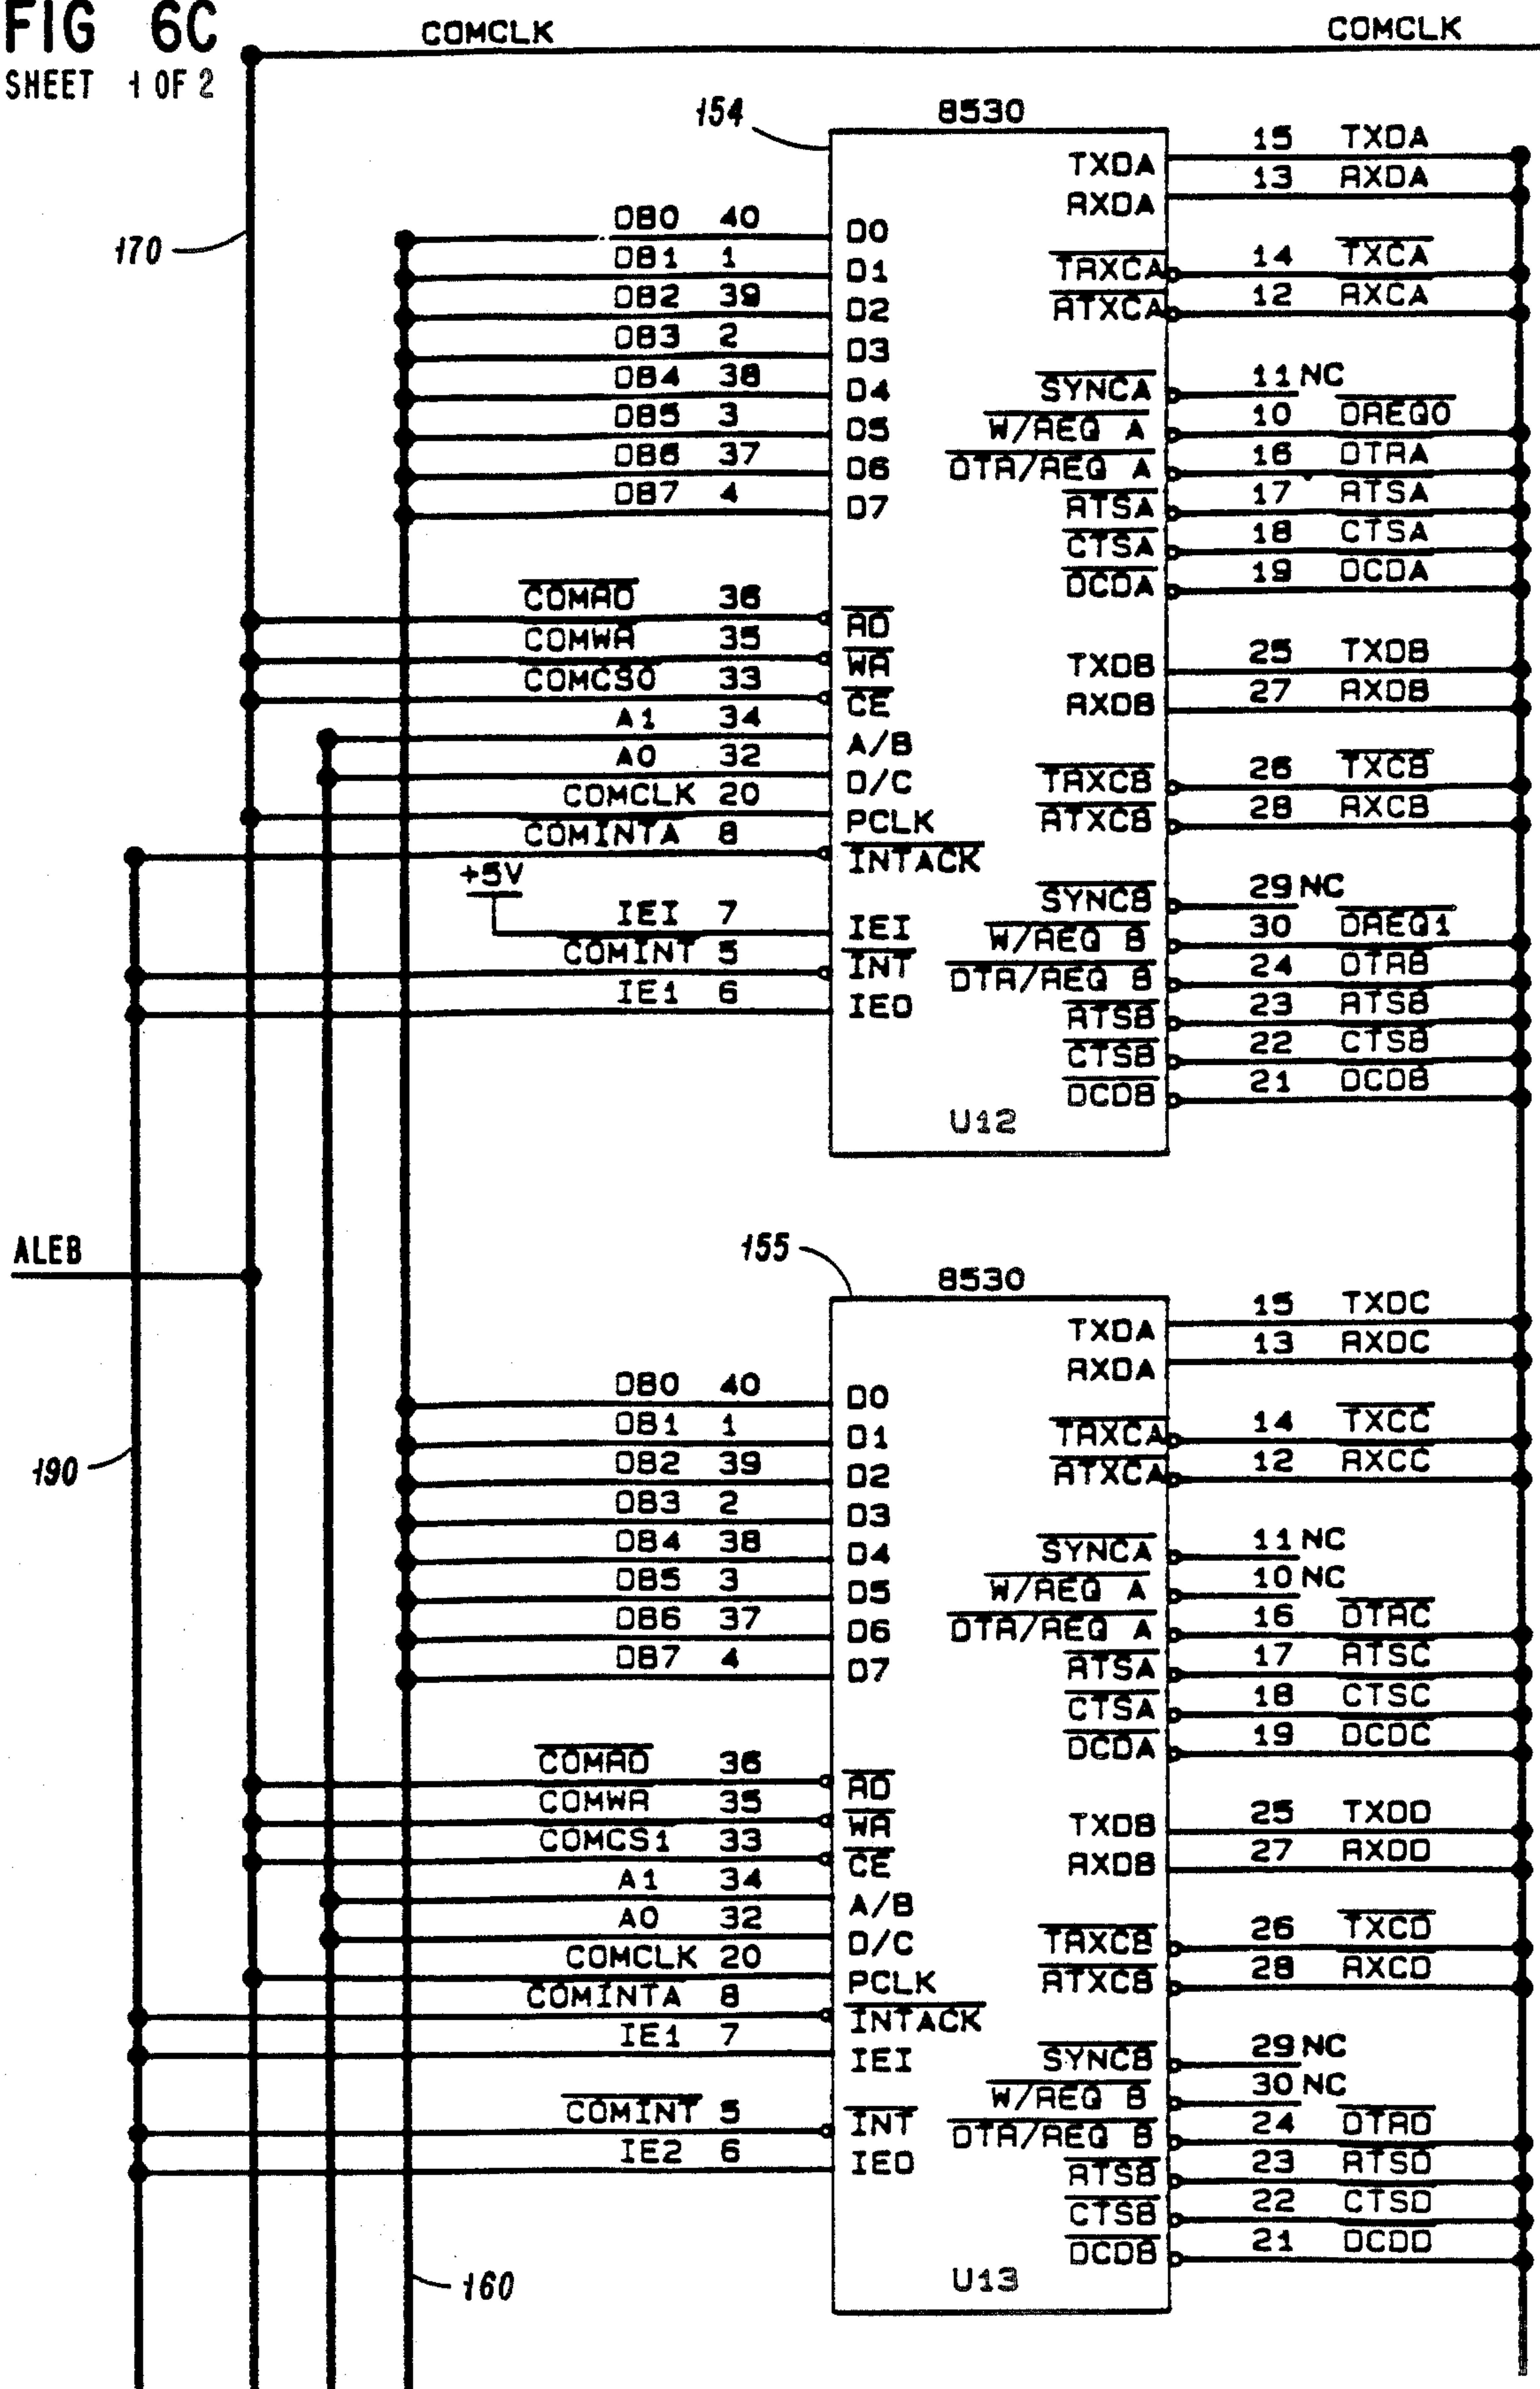 FIG 6C
SHEET 1 OF 2
COMCLK COMCLK
154 8530
TXDA 15 TXDA
RXDA 13 RXDA
170
DB0 40 D0
DB1 1 D1 TRXCA 14 TXCA
DB2 39 D2 RTXCA 12 RXCA
DB3 2 D3
DB4 38 D4 SYNCA 11 NC
DB5 3 D5 W/REQ A 10 DREQ0
DB6 37 D6 DTR/REQ A 16 DTRA
DB7 4 D7 RTSA 17 RTSA
CTSA 18 CTSA
DCDA 19 DCDA
COMRD 36 RD
COMWR 35 WR TXDB 25 TXDB
COMCS0 33 CE RXDB 27 RXDB
A1 34 A/B
A0 32 D/C TRXCB 26 TXCB
COMCLK 20 PCLK RTXCB 28 RXCB
COMINTA 8 INTACK
+5V
SYNCB 29 NC
IEI 7 IEI W/REQ B 30 DREQ1
COMINT 5 INT DTR/REQ B 24 DTRB
IE1 6 IEO RTSB 23 RTSB
CTSB 22 CTSB
DCDB 21 DCDB
U12
ALEB
155 8530
TXDA 15 TXDC
RXDA 13 RXDC
DB0 40 D0
DB1 1 D1 TRXCA 14 TXCC
190
DB2 39 D2 RTXCA 12 RXCC
DB3 2 D3
DB4 38 D4 SYNCA 11 NC
DB5 3 D5 W/REQ A 10 NC
DB6 37 D6 DTR/REQ A 16 DTRC
DB7 4 D7 RTSA 17 RTSC
CTSA 18 CTSC
DCDA 19 DCDC
COMRD 36 RD
COMWR 35 WR TXDB 25 TXDD
COMCS1 33 CE RXDB 27 RXDD
A1 34 A/B
A0 32 D/C TRXCB 26 TXCD
COMCLK 20 PCLK RTXCB 28 RXCD
COMINTA 8 INTACK
IE1 7 IEI SYNCB 29 NC
W/REQ B 30 NC
COMINT 5 INT DTR/REQ B 24 DTRD
IE2 6 IEO RTSB 23 RTSD
CTSB 22 CTSD
DCDB 21 DCDD
160
U13